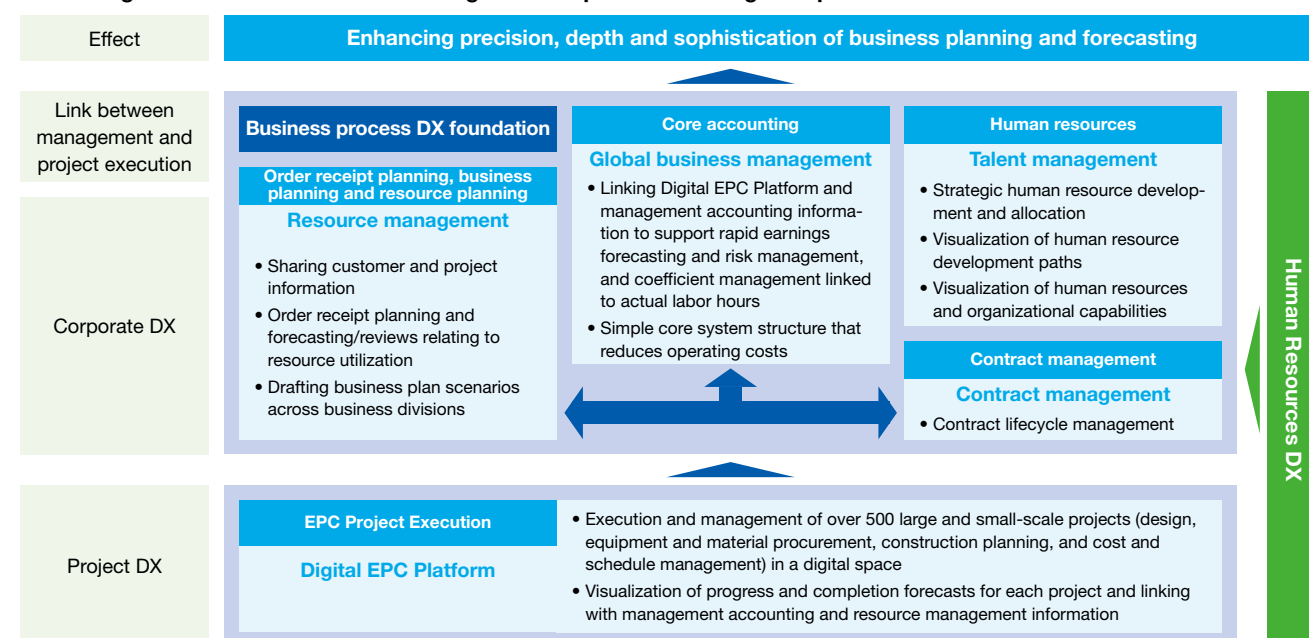 Effect
Enhancing precision, depth and sophistication of business planning and forecasting
Link between
management and
project execution
Corporate DX
Business process DX foundation
Order receipt planning, business
planning and resource planning
Resource management
• Sharing customer and project
information
• Order receipt planning and
forecasting/reviews relating to
resource utilization
• Drafting business plan scenarios
across business divisions
Core accounting
Global business management
• Linking Digital EPC Platform and
management accounting informa-
tion to support rapid earnings
forecasting and risk management,
and coefficient management linked
to actual labor hours
• Simple core system structure that
reduces operating costs
Human resources
Talent management
• Strategic human resource develop-
ment and allocation
• Visualization of human resource
development paths
• Visualization of human resources
and organizational capabilities
Contract management
Contract management
• Contract lifecycle management
Human Resources DX
Project DX
EPC Project Execution
Digital EPC Platform
• Execution and management of over 500 large and small-scale projects (design,
equipment and material procurement, construction planning, and cost and
schedule management) in a digital space
• Visualization of progress and completion forecasts for each project and linking
with management accounting and resource management information